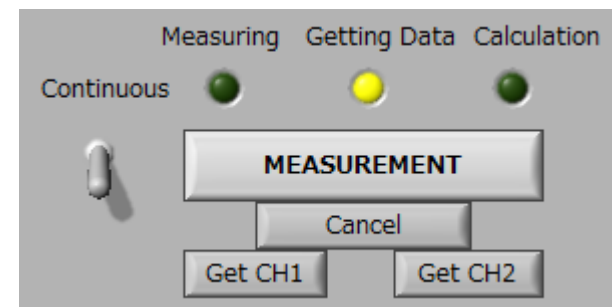 Measuring Getting Data Calculation
Continuous
MEASUREMENT
Cancel
Get CH1 Get CH2